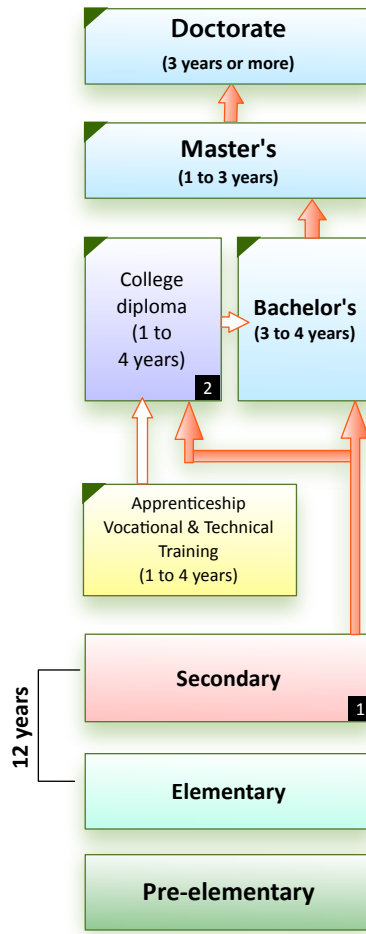 Doctorate
(3 years or more)
Master's
(1 to 3 years)
College
diploma
(1 to
4 years)
2
Bachelor's
(3 to 4 years)
Apprenticeship
Vocational & Technical
Training
(1 to 4 years)
12 years
Secondary
1
Elementary
Pre-elementary